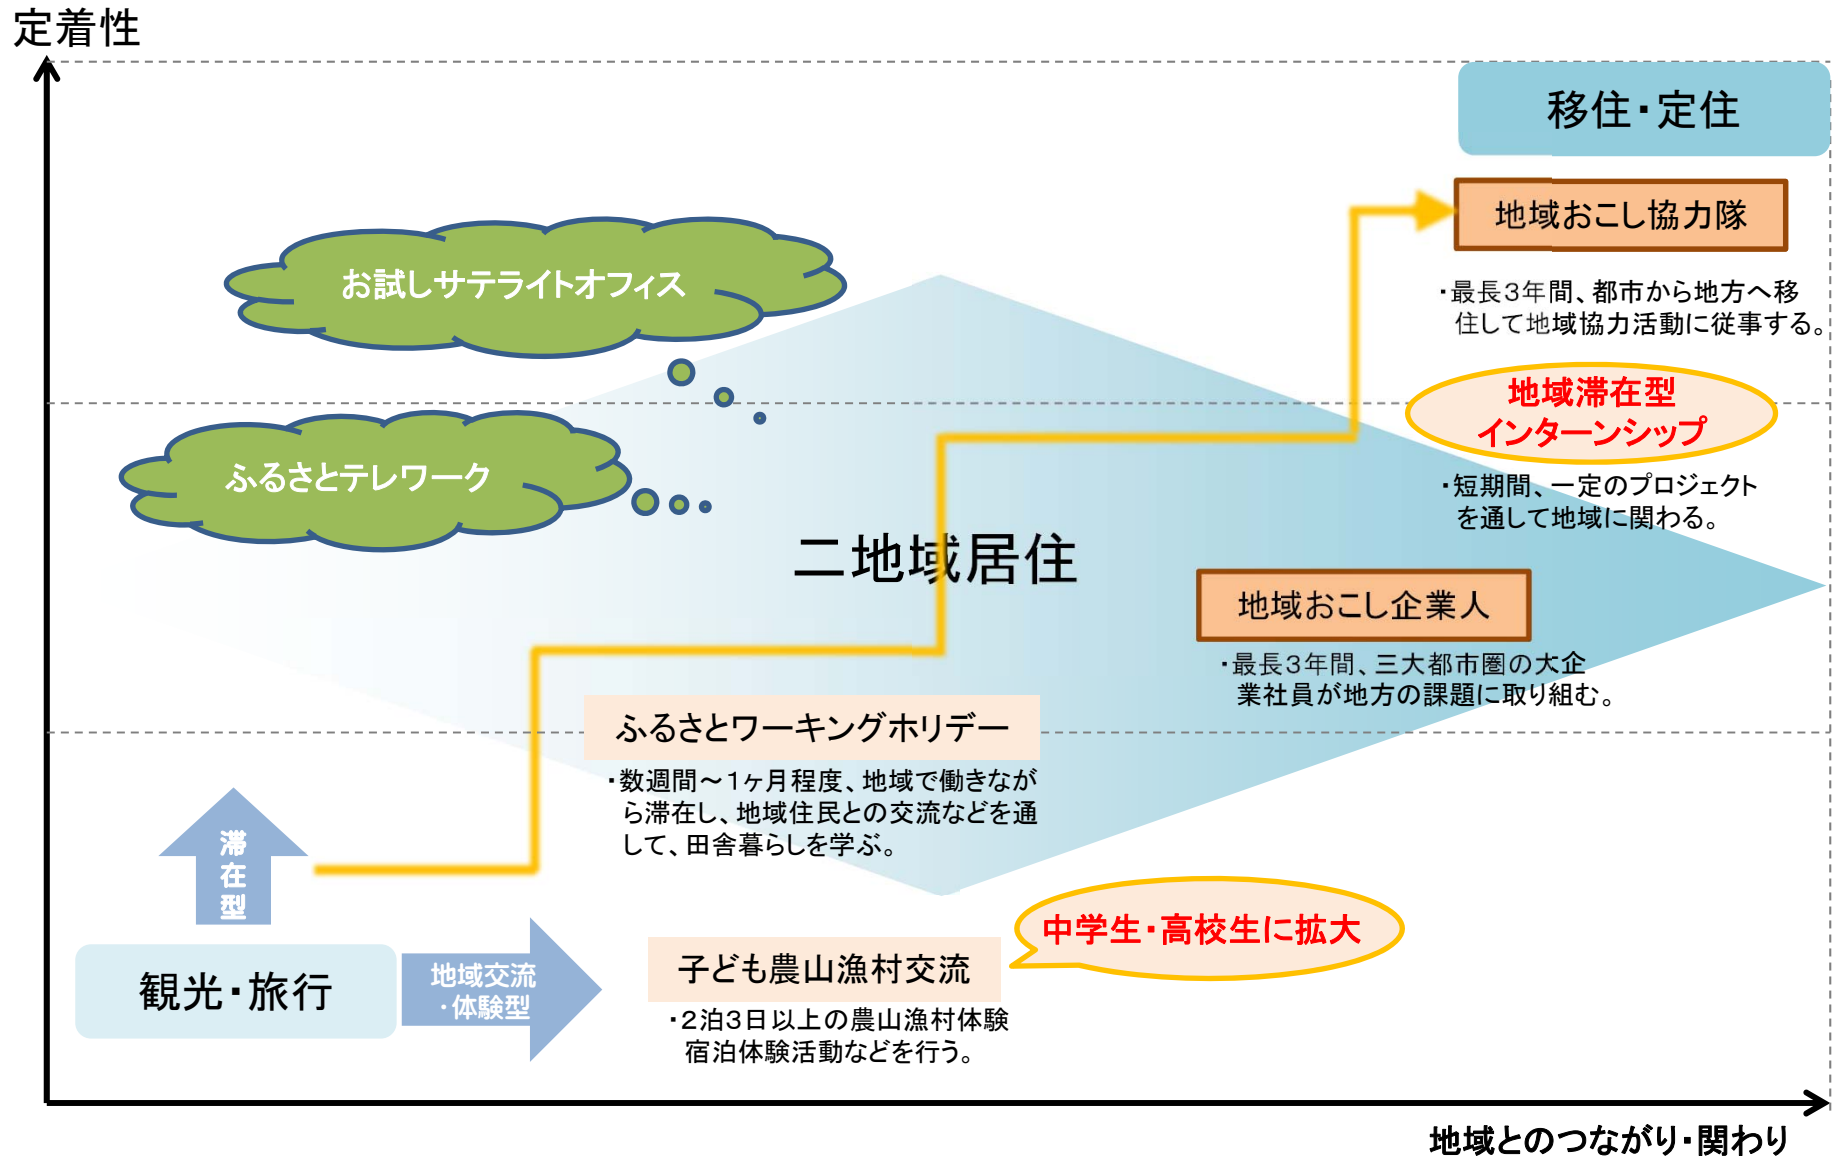 定着性
移住・定住
地域おこし協力隊
・最長3年間、都市から地方へ移
住して地域協力活動に従事する。
お試しサテライトオフィス
地域滞在型
インターンシップ
・短期間、一定のプロジェクト
を通して地域に関わる。
ふるさとテレワーク
二地域居住
地域おこし企業人
・最長3年間、三大都市圏の大企
業社員が地方の課題に取り組む。
ふるさとワーキングホリデー
・数週間～1ヶ月程度、地域で働きなが
ら滞在し、地域住民との交流などを通
して、田舎暮らしを学ぶ。
滞在型
観光・旅行
地域交流
・体験型
子ども農山漁村交流
・2泊3日以上の農山漁村体験
宿泊体験活動などを行う。
中学生・高校生に拡大
地域とのつながり・関わり